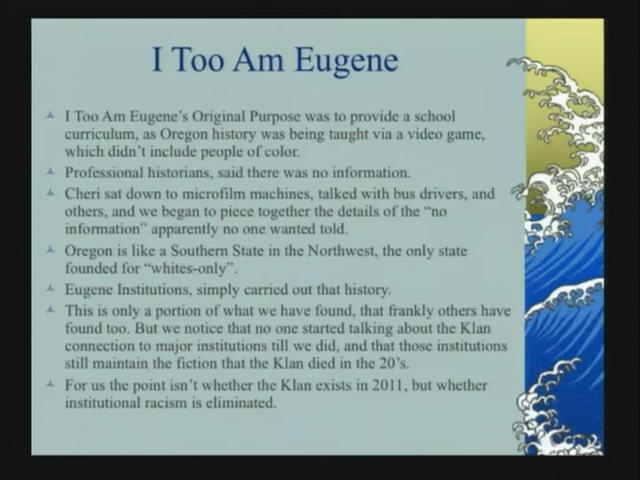 I Too Am Eugene
I Too Am Eugene's Original Purpose was to provide a school
curriculum, as Oregon history was being taught via a video game,
which didn't include people of color.
Professional historians, said there was no information.
Cheri sat down to microfilm machines, talked with bus drivers, and
others, and we began to piece together the details of the "no
information" apparently no one wanted told.
Oregon is like a Southern State in the Northwest, the only state
founded for "whites-only".
Eugene Institutions, simply carried out that history.
This is only a portion of what we have found, that frankly others have
found too. But we notice that no one started talking about the Klan
connection to major institutions till we did, and that those institutions
still maintain the fiction that the Klan died in the 20's.
For us the point isn't whether the Klan exists in 2011, but whether
institutional racism is eliminated.